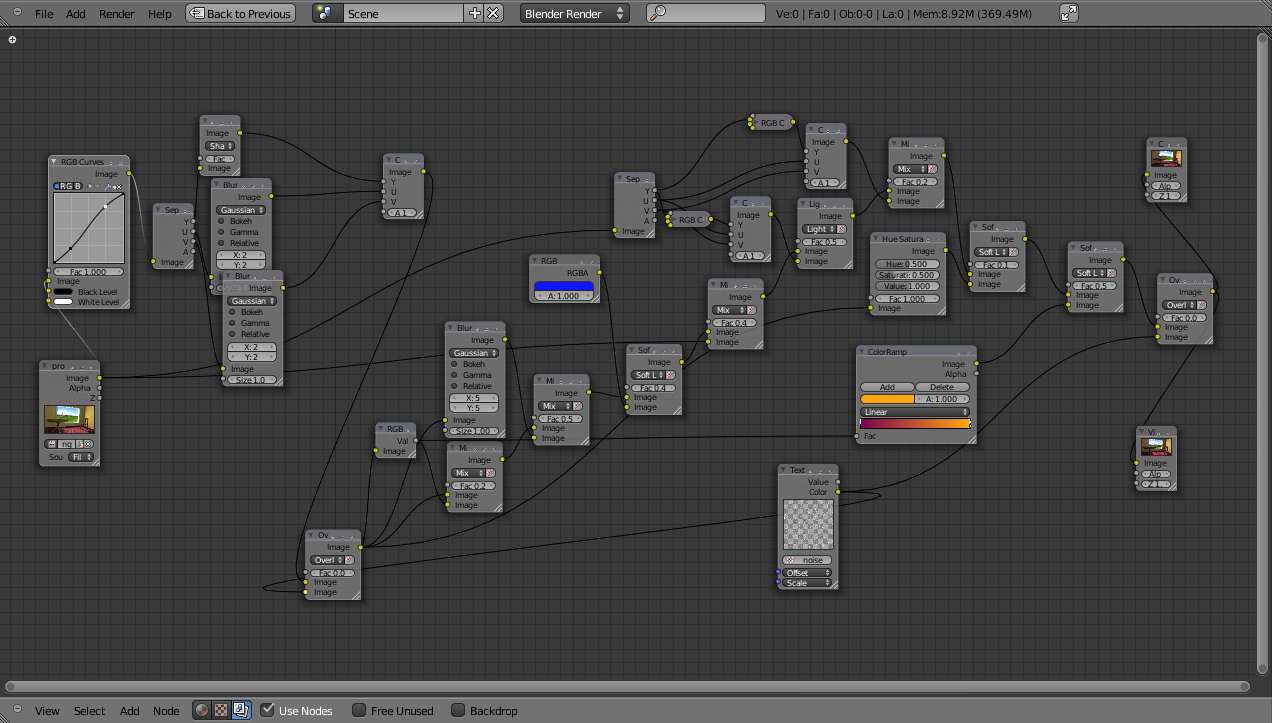 File Add Render Help Back to Previous Scene Blender Render Ve:0 | Fa:0 | Ob:0-0 | La:0 | Mem:8.92M (369.49M)
RGB Curves
Image
RGB B
Fac 1.000
Image
Black Level
White Level
pro
Image
Alpha
Z
ng
Sou Fil
Image
Sha
Fac
Image
Sep
Y
U
V
A
Image
Blur
Image
Gaussian
Bokeh
Gamma
Relative
X: 2
Y: 2
Blur
Image
Gaussian
Bokeh
Gamma
Relative
X: 2
Y: 2
Image
Size 1.0
C
Image
Y
U
V
A 1
Ov
Image
Overl
Fac 0.0
Image
Image
RGB
Val
Image
Blur
Image
Gaussian
Bokeh
Gamma
Relative
X: 5
Y: 5
Image
Size 1.00
Mi
Image
Mix
Fac 0.2
Image
Image
Mi
Image
Mix
Fac 0.5
Image
Image
RGB
RGBA
A: 1.000
Sof
Image
Soft L
Fac 0.4
Image
Image
Sep
Y
U
V
A
Image
RGB C
RGB C
Mi
Image
Mix
Fac 0.4
Image
Image
C
Image
Y
U
V
A 1
C
Image
Y
U
V
A 1
Lig
Image
Light
Fac 0.5
Image
Image
Mi
Image
Mix
Fac 0.2
Image
Image
Hue Satura
Image
Hue: 0.500
Saturati: 0.500
Value: 1.000
Fac 1.000
Image
ColorRamp
Image
Alpha
Add Delete
A: 1.000
Linear
Fac
Text
Value
Color
noise
Offset
Scale
Sof
Image
Soft L
Fac 0.1
Image
Image
Sof
Image
Soft L
Fac 0.5
Image
Image
Ov
Image
Overl
Fac 0.0
Image
Image
C
Image
Alp
Z 1
Vi
Image
Alp
Z 1
View Select Add Node Use Nodes Free Unused Backdrop